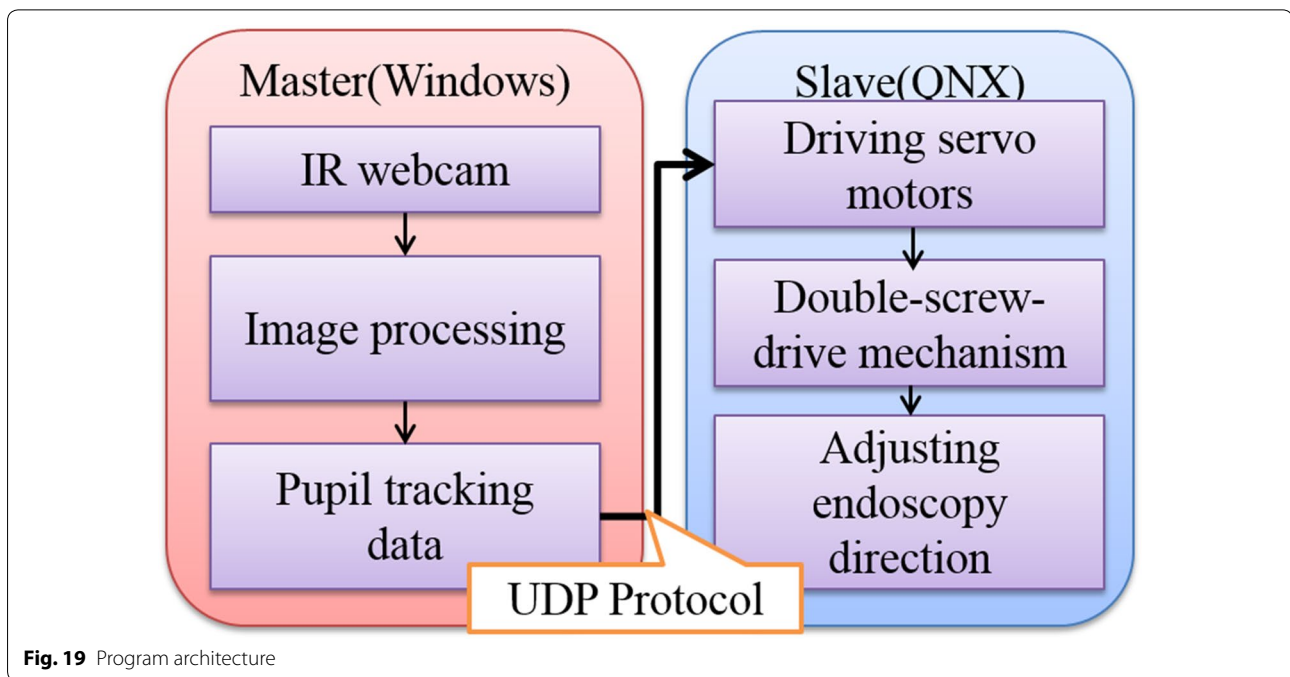 Master(Windows)
IR webcam
Image processing
Pupil tracking
data
UDP Protocol
Slave(QNX)
Driving servo
motors
Double-screw-
drive mechanism
Adjusting
endoscopy
direction
Fig. 19 Program architecture